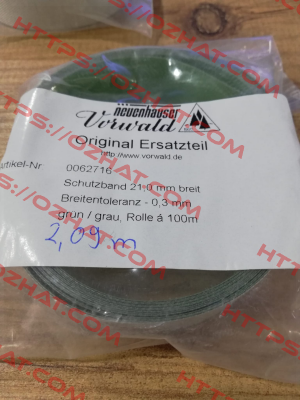 neuenhauser
Vorwald
Original Ersatzteil
http://www.vorwald.de
Artikel-Nr 0062716
Schutzband 21,0 mm breit
Breitentoleranz - 0,3 mm
grün / grau, Rolle á 100m
2,09 m
HTTPS://OZHAT.COM